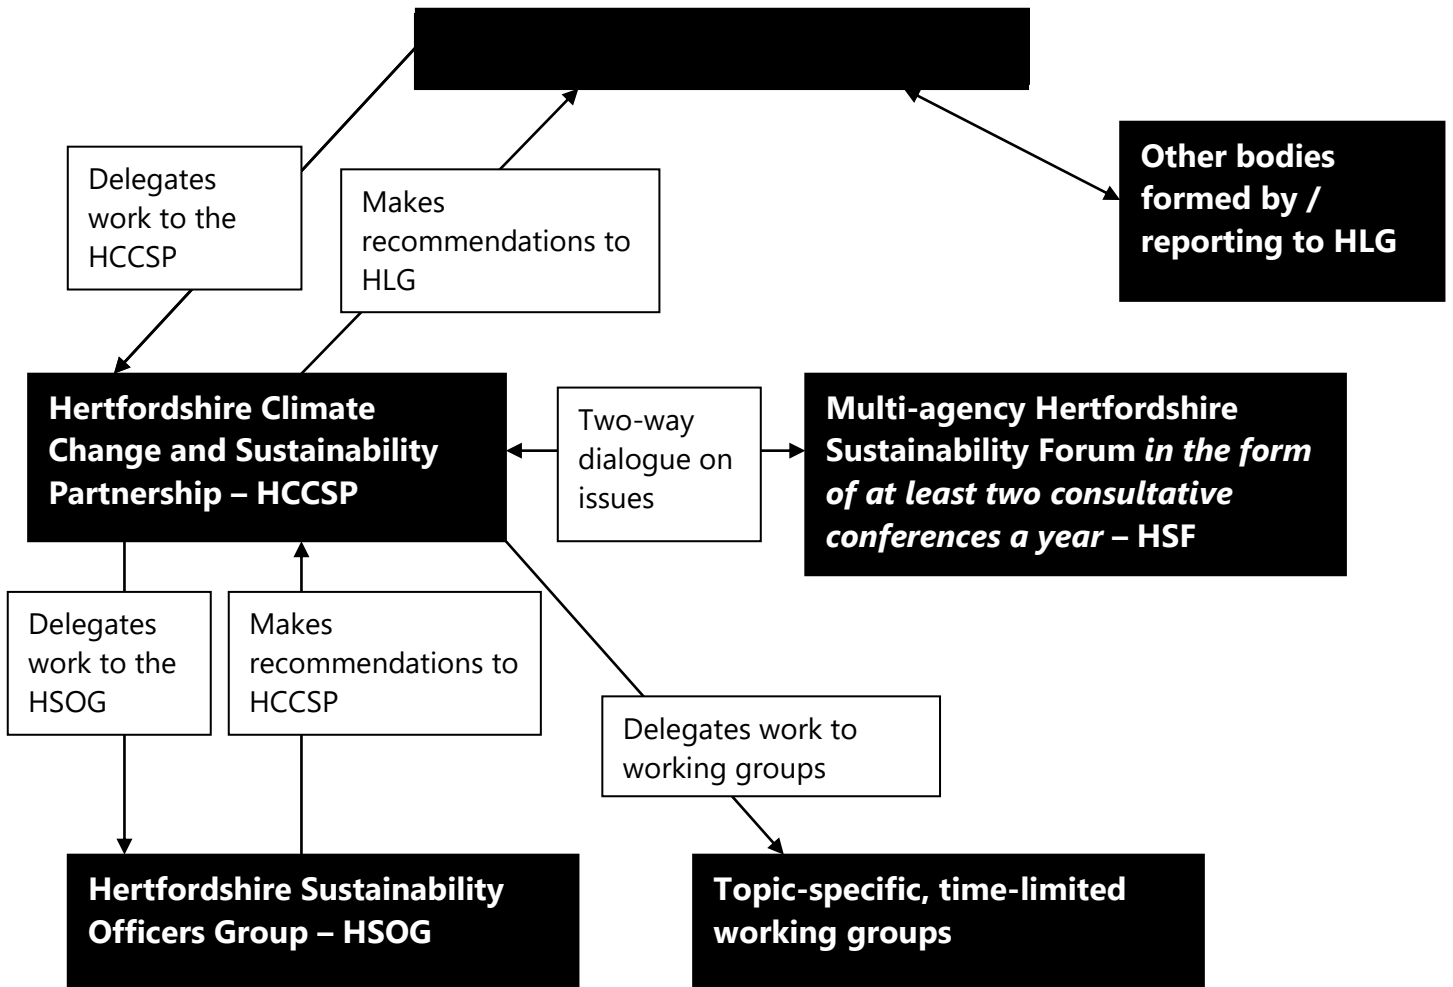 Other bodies
formed by /
reporting to HLG
Delegates
work to the
HCCSP
Makes
recommendations to
HLG
Hertfordshire Climate
Change and Sustainability
Partnership – HCCSP
Two-way
dialogue on
issues
Multi-agency Hertfordshire
Sustainability Forum in the form
of at least two consultative
conferences a year – HSF
Delegates
work to the
HSOG
Makes
recommendations to
HCCSP
Delegates work to
working groups
Hertfordshire Sustainability
Officers Group – HSOG
Topic-specific, time-limited
working groups